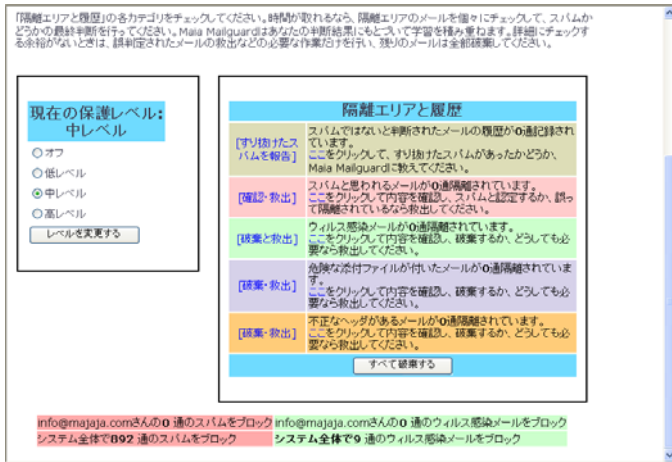 「隔離エリアと履歴」の各カテゴリをチェックしてください。時間が取れるなら、隔離エリアのメールを個々にチェックして、スパムか
どうかの最終判断を行ってください。Maia Mailguardはあなたの判断結果にもとづいて学習を積み重ねます。詳細にチェックす
る余裕がないときは、誤判定されたメールの救出などの必要な作業だけを行い、残りのメールは全部破棄してください。
現在の保護レベル:
中レベル
オフ
低レベル
中レベル
高レベル
レベルを変更する
隔離エリアと履歴
[すり抜けたス
パムを報告]
スパムではないと判断されたメールの履歴が0通記録され
ています。
ここをクリックして、すり抜けたスパムがあったかどうか、
Maia Mailguardに教えてください。
[確認・救出]
スパムと思われるメールが0通隔離されています。
ここをクリックして内容を確認し、スパムと認定するか、誤っ
て隔離されているなら救出してください。
[破棄と救出]
ウィルス感染メールが0通隔離されています。
ここをクリックして内容を確認し、破棄するか、どうしても必
要なら救出してください。
[破棄・救出]
危険な添付ファイルが付いたメールが0通隔離されていま
す。
ここをクリックして内容を確認し、破棄するか、どうしても必
要なら救出してください。
[破棄・救出]
不正なヘッダがあるメールが0通隔離されています。
ここをクリックして内容を確認し、破棄するか、どうしても必
要なら救出してください。
すべて破棄する
info@majaja.comさんの0 通のスパムをブロック info@majaja.comさんの0 通のウィルス感染メールをブロック
システム全体で892 通のスパムをブロック システム全体で9 通のウィルス感染メールをブロック